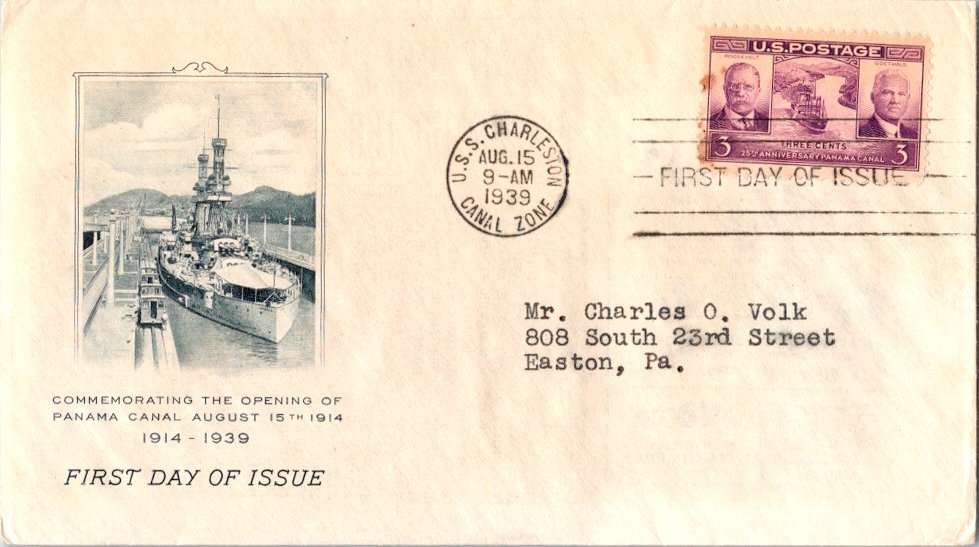 U.S. POSTAGE
ROOSEVELT
GOETHALS
THREE CENTS
3 25TH ANNIVERSARY PANAMA CANAL 3
U.S.S. CHARLESTON
AUG. 15
9-AM
1939
CANAL ZONE
FIRST DAY OF ISSUE
Mr. Charles O. Volk
808 South 23rd Street
Easton, Pa.
COMMEMORATING THE OPENING OF
PANAMA CANAL AUGUST 15TH 1914
1914 - 1939
FIRST DAY OF ISSUE